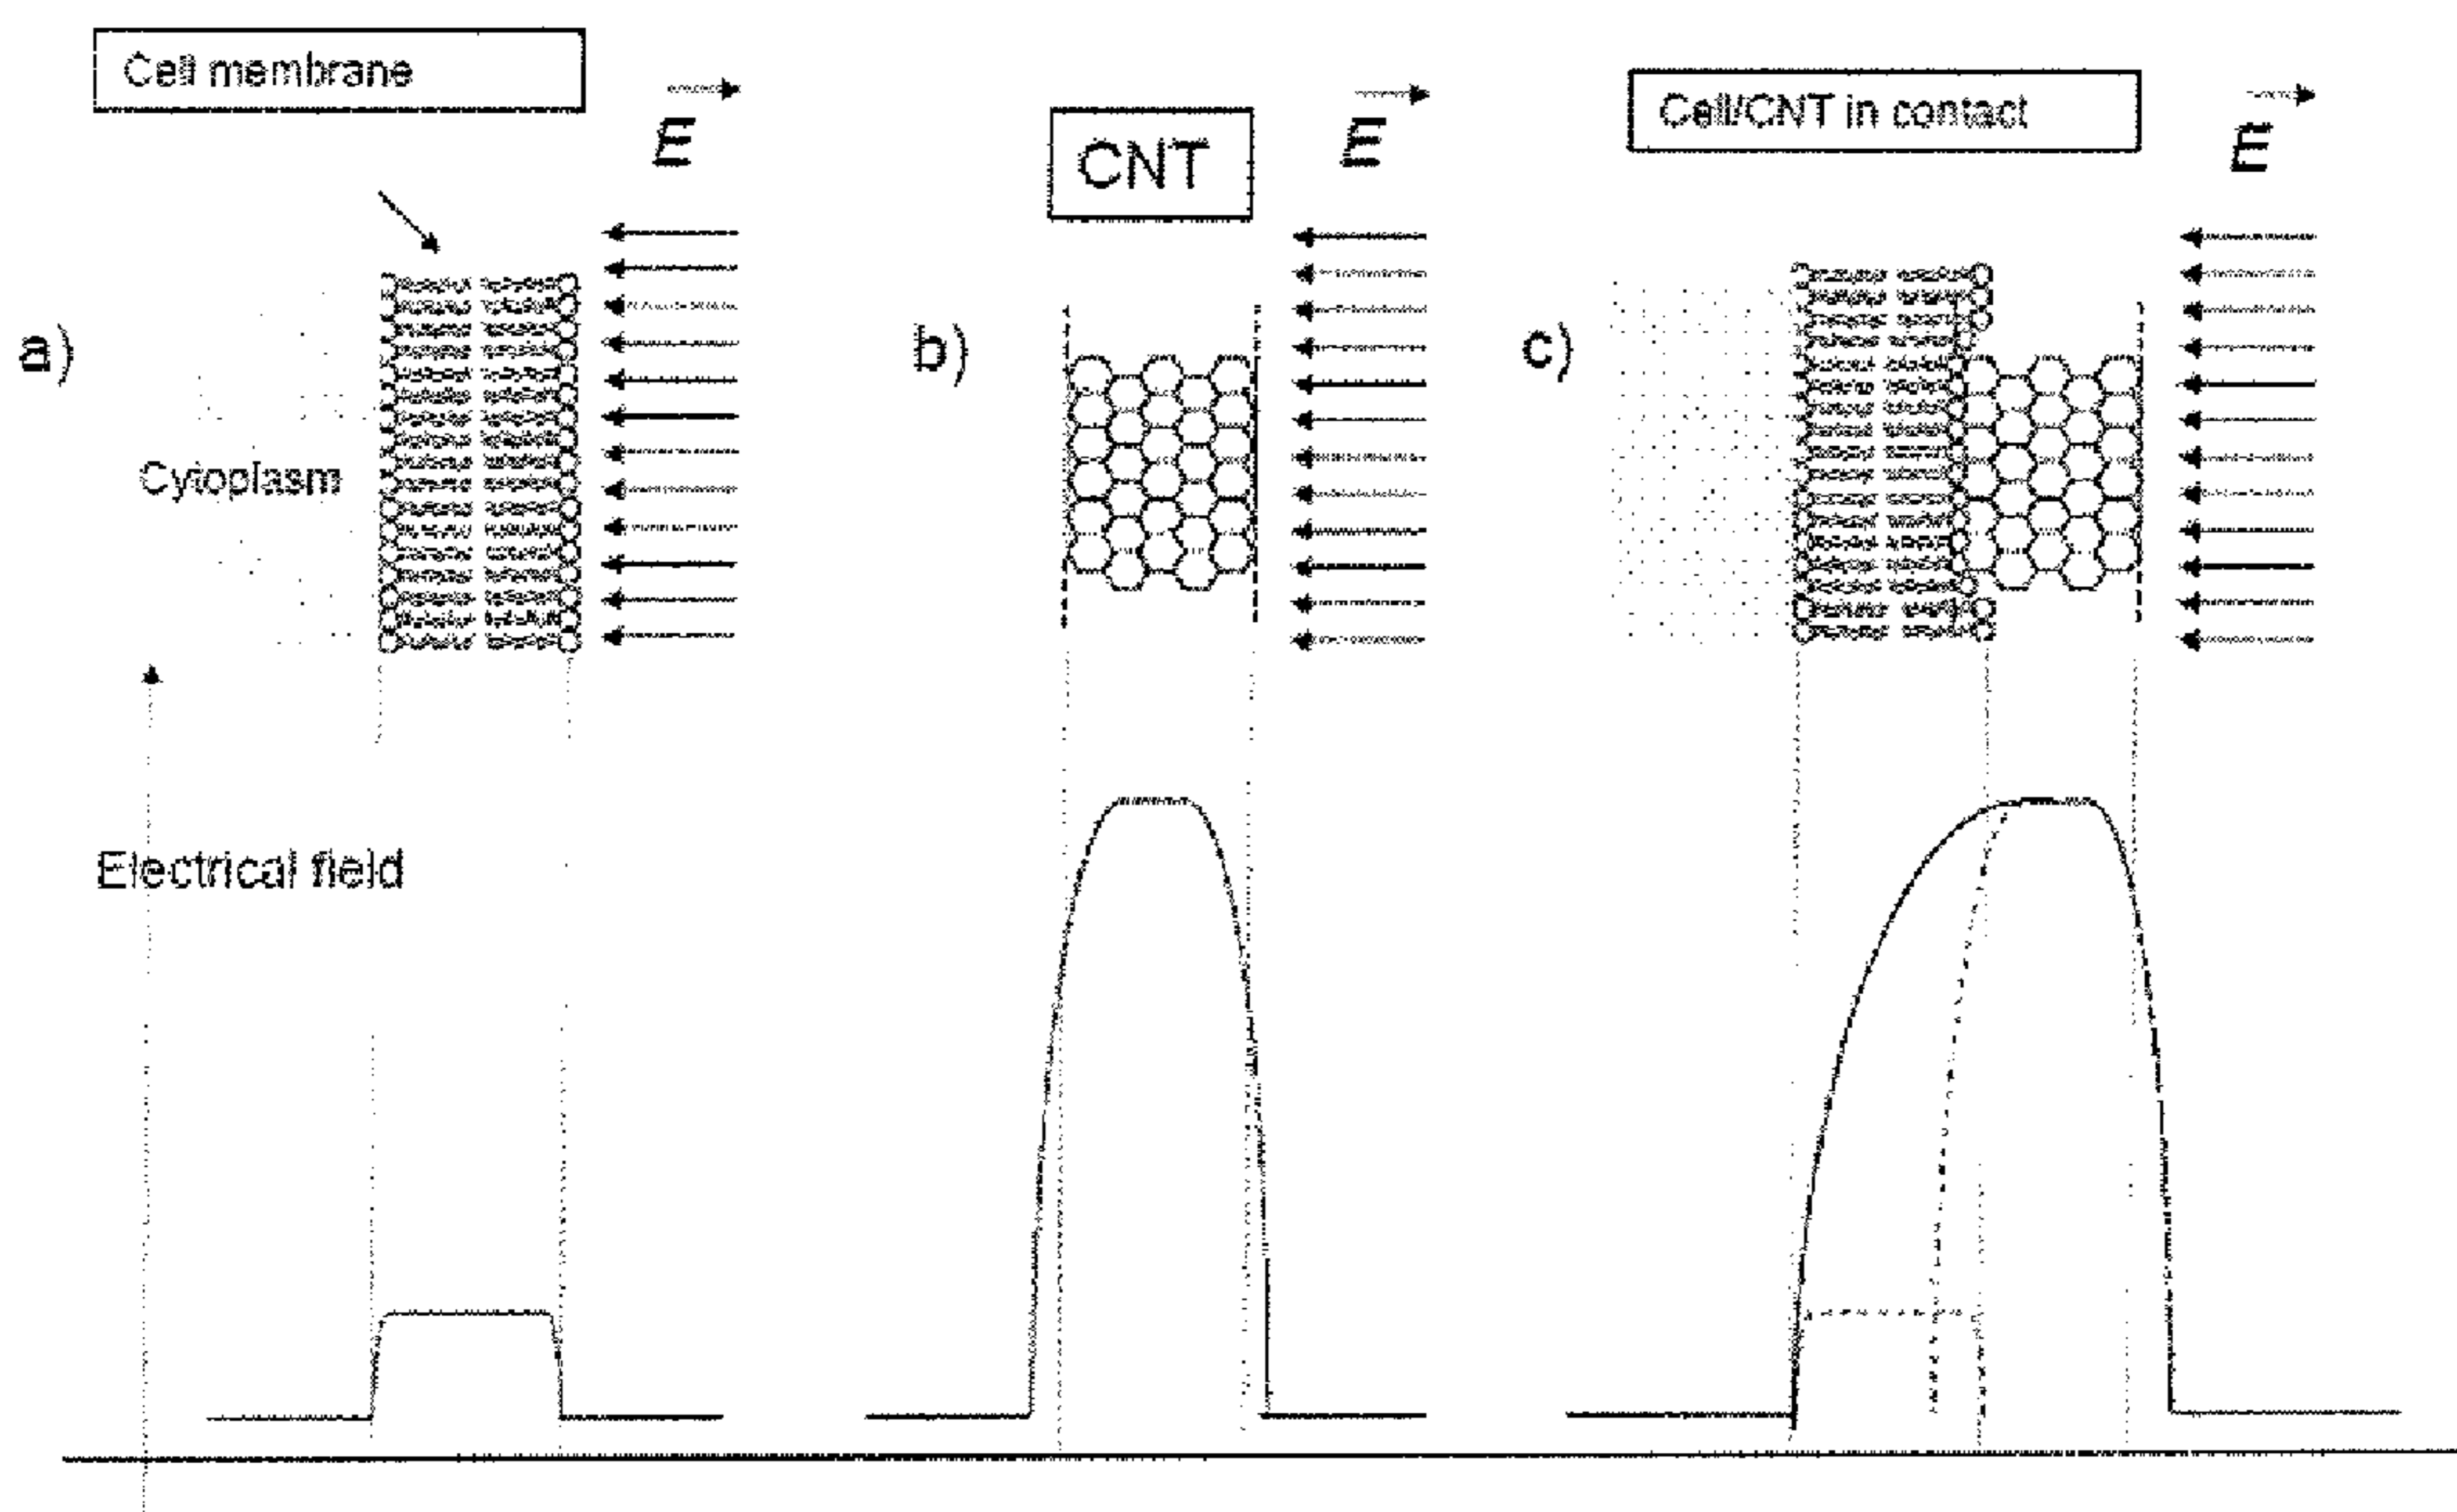 Cell membrane
E
CNT
E
Cell/CNT in contact
E
a)
b)
c)
Cytoplasm
Electrical field